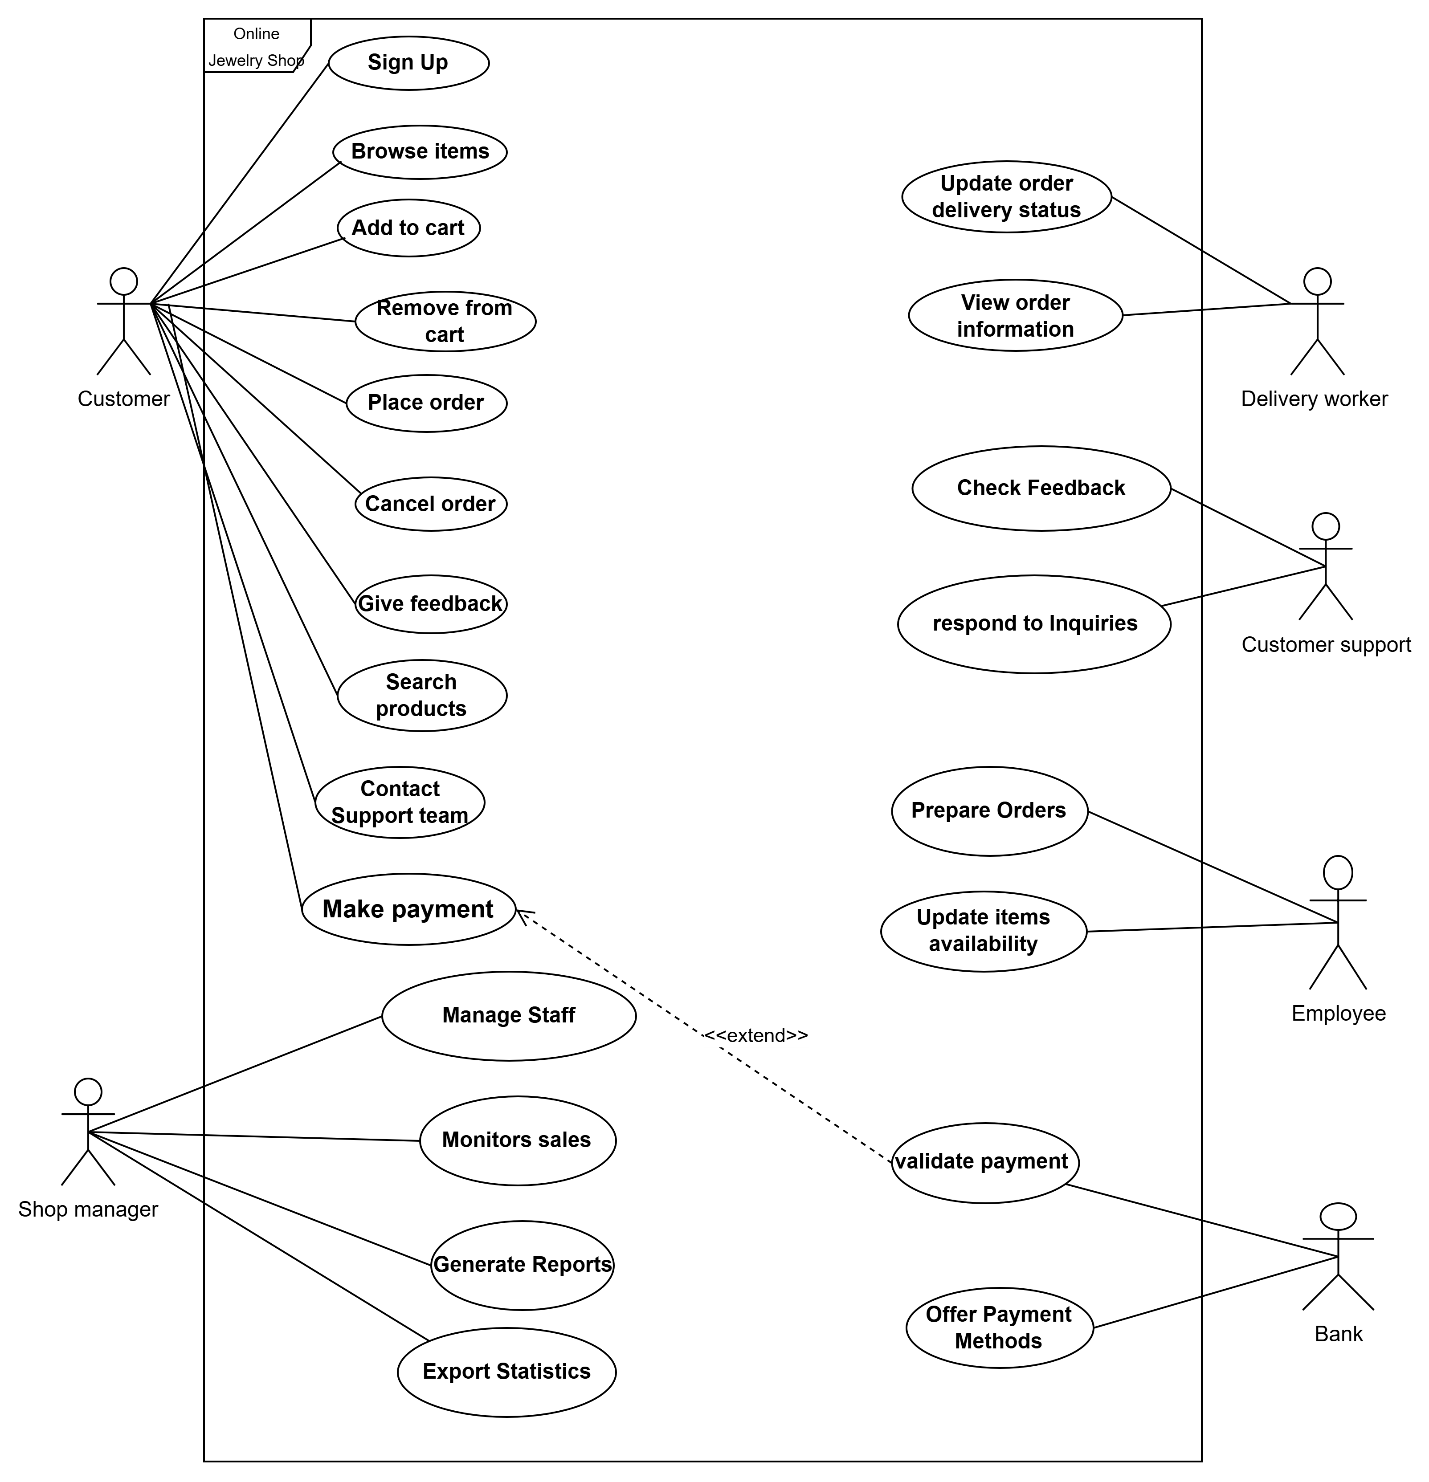 Online
Jewelry Shop
Sign Up
Browse items
Add to cart
Remove from
cart
Place order
Cancel order
Give feedback
Search
products
Contact
Support team
Make payment
Customer
Manage Staff
Monitors sales
Generate Reports
Export Statistics
Shop manager
<<extend>>
Update order
delivery status
View order
information
Delivery worker
Check Feedback
respond to Inquiries
Customer support
Prepare Orders
Update items
availability
Employee
validate payment
Offer Payment
Methods
Bank